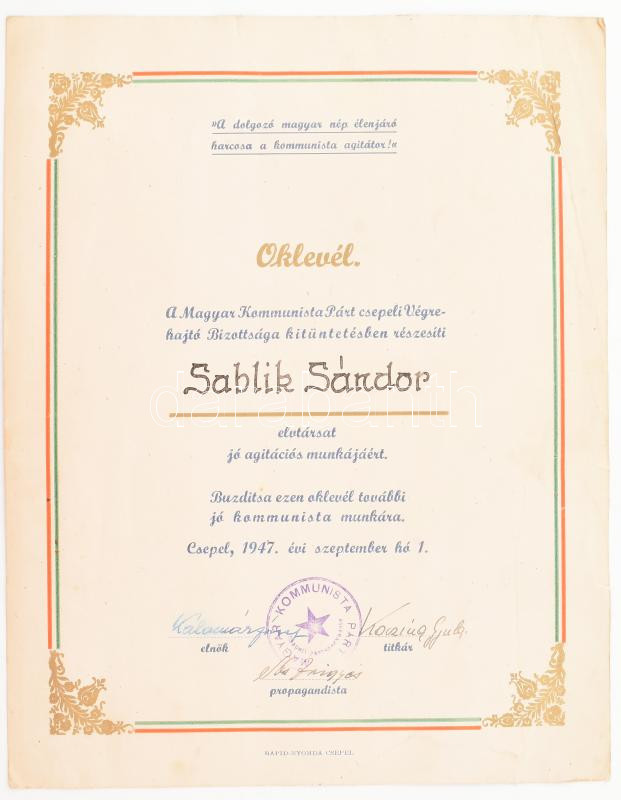 »A dolgozó magyar nép élenjáró
harcosa a kommunista agitátor!«
Oklevél.
A Magyar Kommunista Párt csepeli Végre-
hajtó Bizottsága kitüntetésben részesíti
Sablik Sándor
darabanth
elvtársat
jó agitációs munkájáért.
Buzdítsa ezen oklevél további
jó kommunista munkára.
Csepel, 1947. évi szeptember hó 1.
MAGYAR KOMMUNISTA PÁRT
elnök
titkár
propagandista
RAPID-NYOMDA CSEPEL